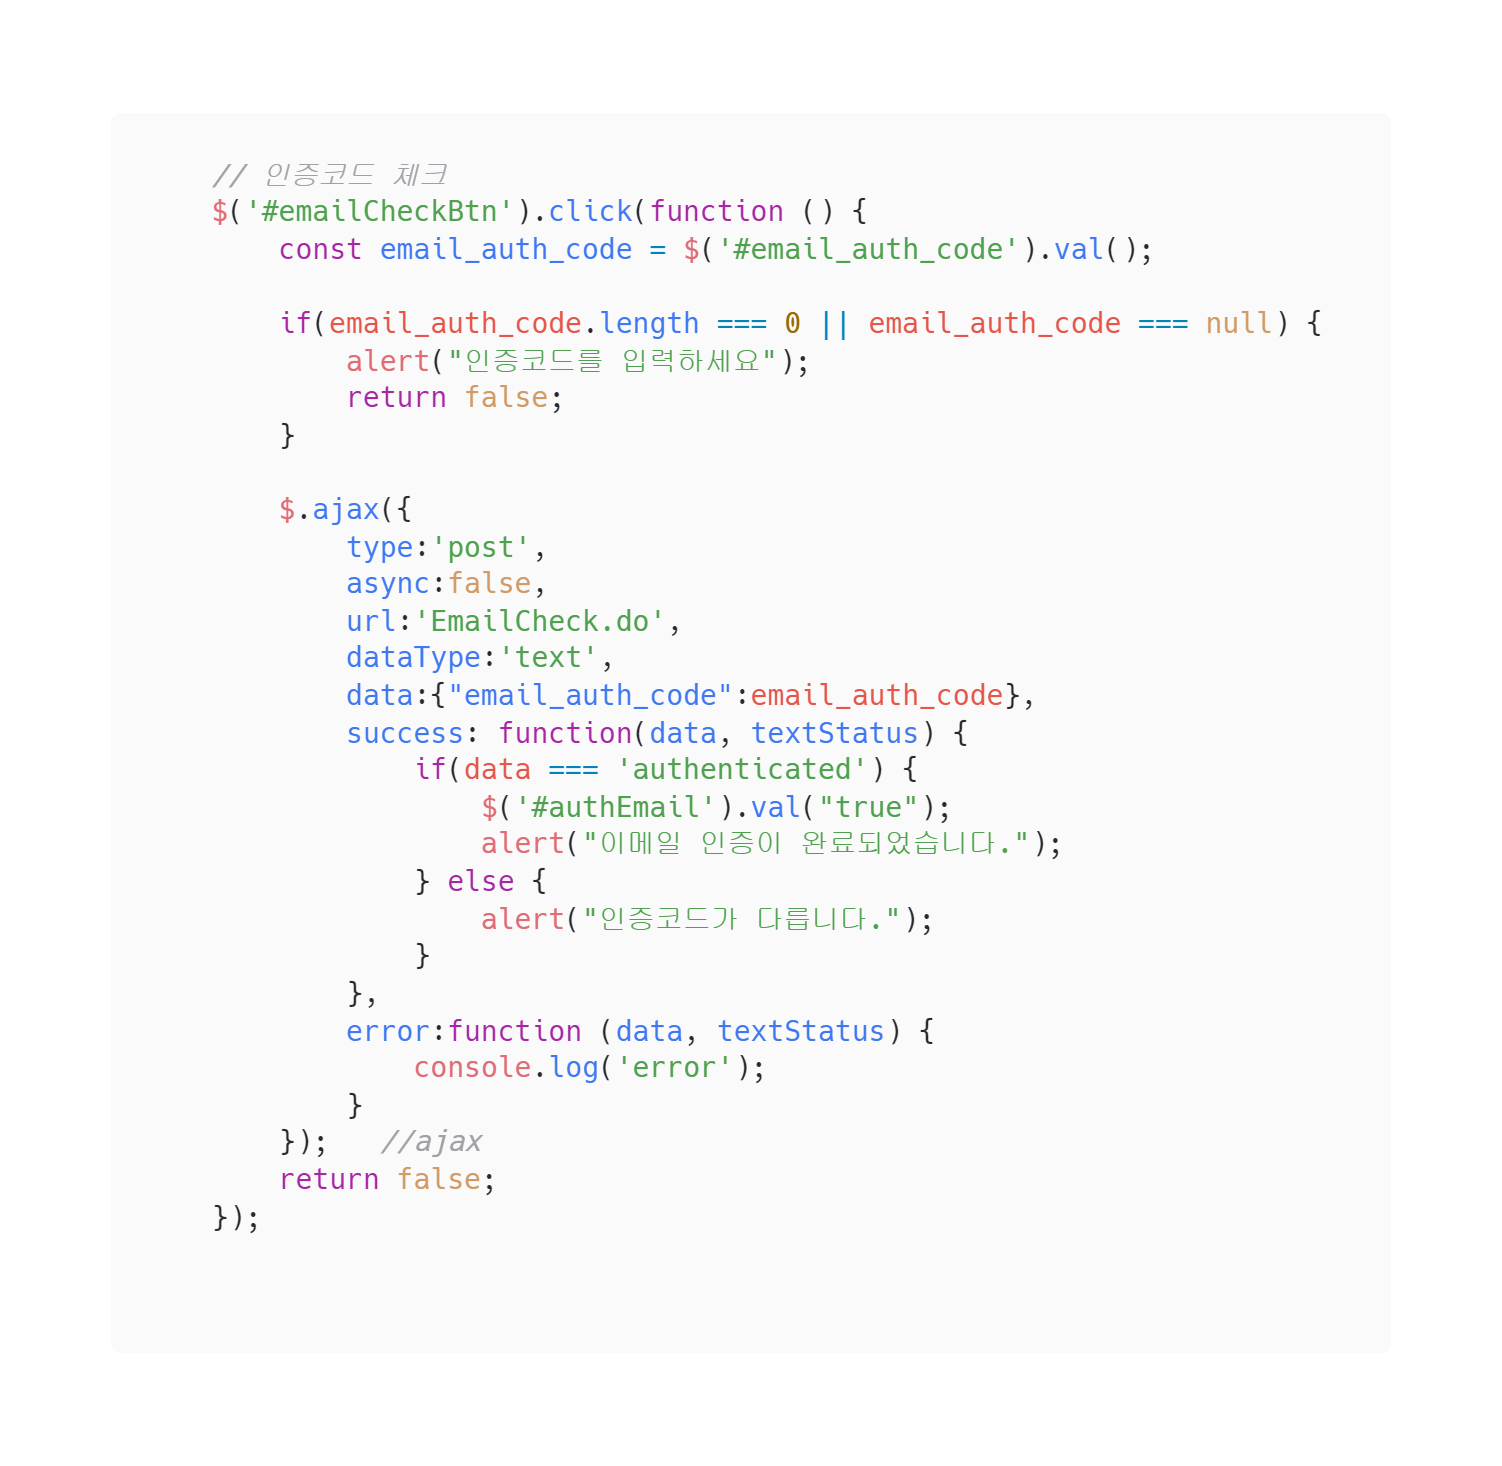 // 인증코드 체크
$('#emailCheckBtn').click(function () {
    const email_auth_code = $('#email_auth_code').val();

    if(email_auth_code.length === 0 || email_auth_code === null) {
        alert("인증코드를 입력하세요");
        return false;
    }

    $.ajax({
        type:'post',
        async:false,
        url:'EmailCheck.do',
        dataType:'text',
        data:{"email_auth_code":email_auth_code},
        success: function(data, textStatus) {
            if(data === 'authenticated') {
                $('#authEmail').val("true");
                alert("이메일 인증이 완료되었습니다.");
            } else {
                alert("인증코드가 다릅니다.");
            }
        },
        error:function (data, textStatus) {
            console.log('error');
        }
    });   //ajax
    return false;
});